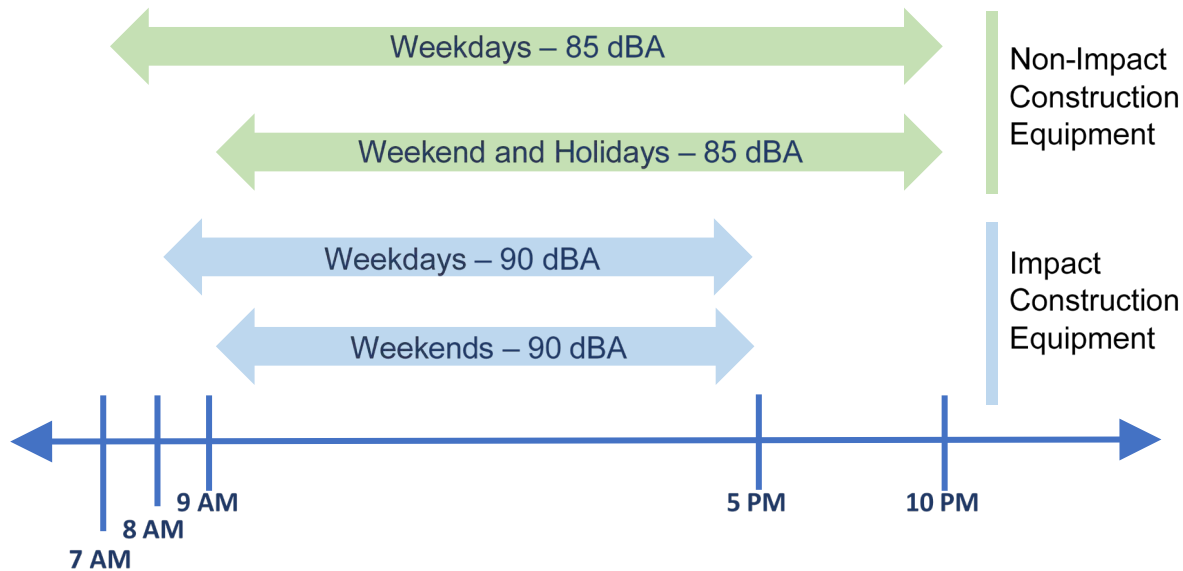 Weekdays – 85 dBA
Weekend and Holidays – 85 dBA
Non-Impact
Construction
Equipment
Weekdays – 90 dBA
Weekends – 90 dBA
Impact
Construction
Equipment
7 AM
8 AM
9 AM
5 PM
10 PM